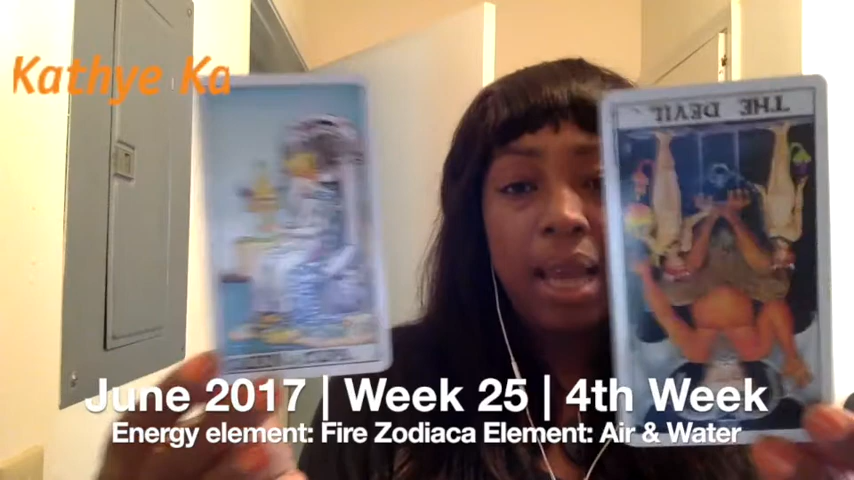 Kathye Ka
THE DEVIL
June 2017 | Week 25 | 4th Week
Energy element: Fire Zodiaca Element: Air & Water